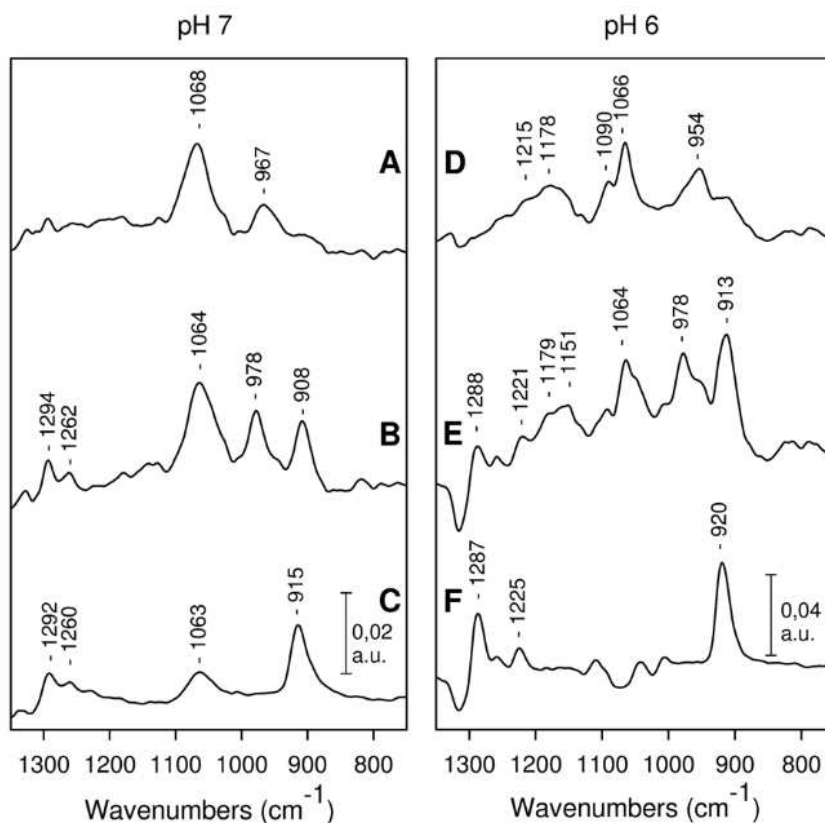 pH 7
pH 6
1068
967
A
1215
1178
1090
1066
954
D
1294
1262
1064
978
908
B
1288
1221
1179
1151
1064
978
913
E
1292
1260
1063
915
C
0,02
a.u.
1287
1225
920
F
0,04
a.u.
1300 1200 1100 1000 900 800
1300 1200 1100 1000 900 800
Wavenumbers (cm⁻¹)
Wavenumbers (cm⁻¹)